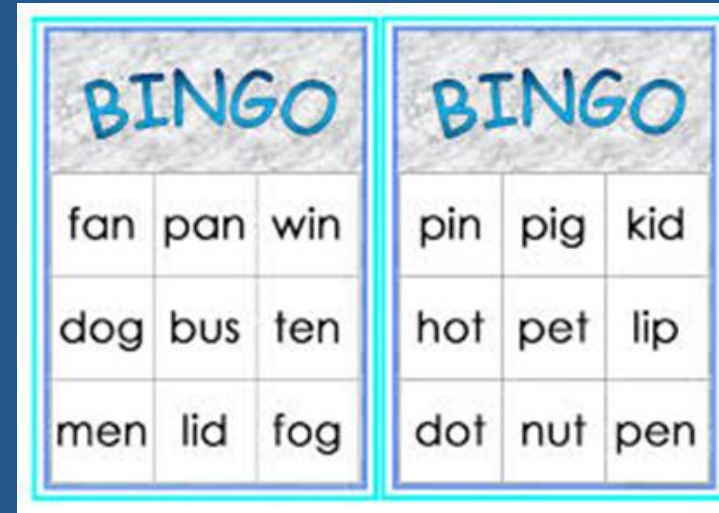 BINGO
fan pan win
dog bus ten
men lid fog
BINGO
pin pig kid
hot pet lip
dot nut pen